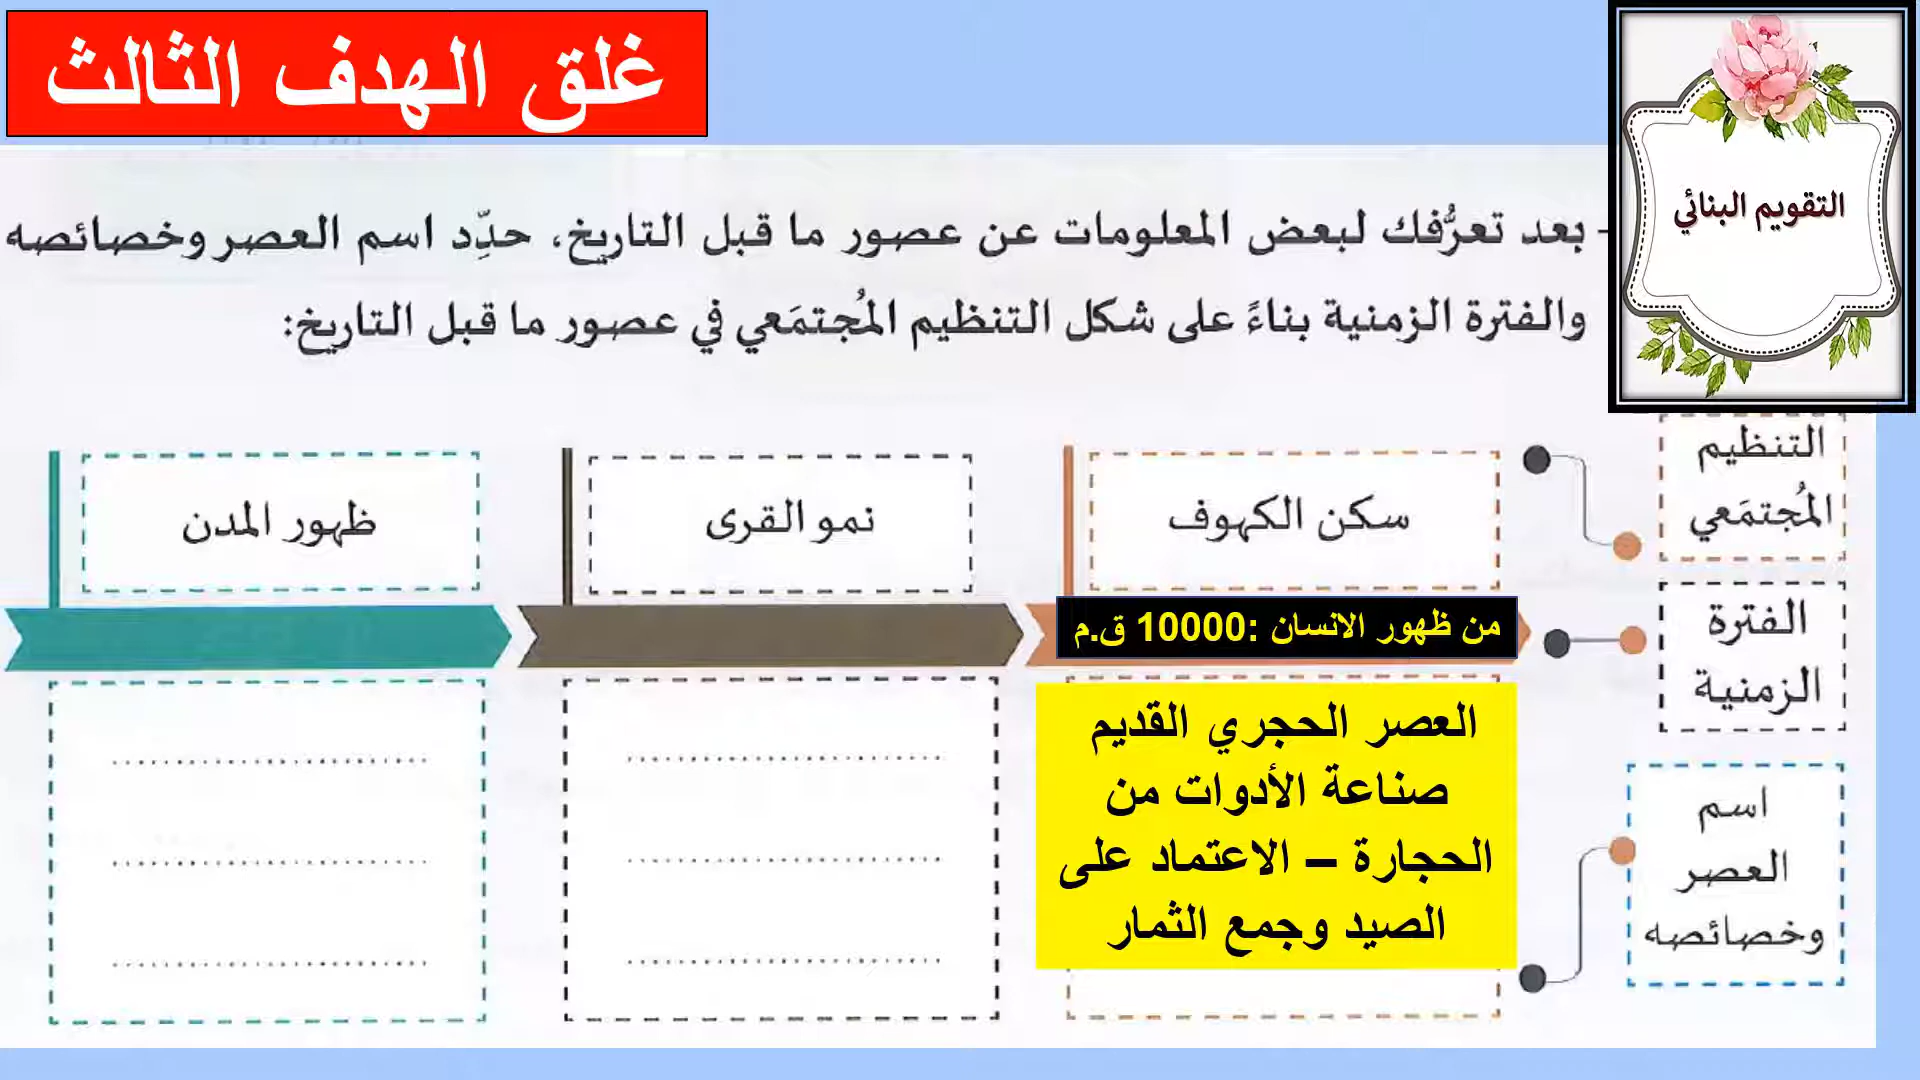 غلق الهدف الثالث
التقويم البنائي
- بعد تعرُّفك لبعض المعلومات عن عصور ما قبل التاريخ، حدِّد اسم العصر وخصائصه
والفترة الزمنية بناءً على شكل التنظيم المُجتمَعي في عصور ما قبل التاريخ:
التنظيم
المُجتمَعي
سكن الكهوف
نمو القرى
ظهور المدن
الفترة
الزمنية
من ظهور الانسان :10000 ق.م
اسم
العصر
وخصائصه
العصر الحجري القديم
صناعة الأدوات من
الحجارة – الاعتماد على
الصيد وجمع الثمار